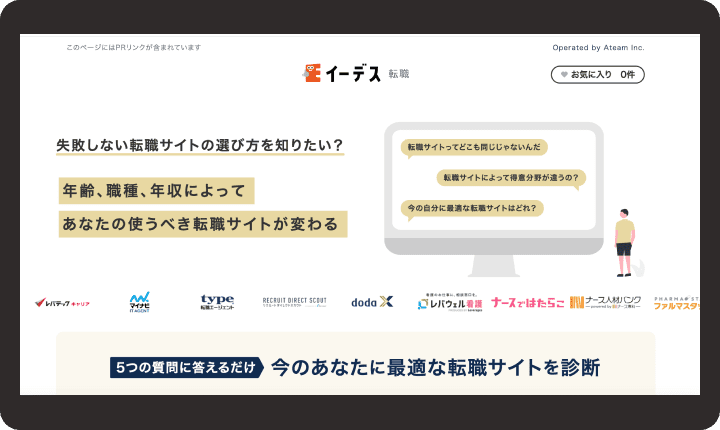 このページにはPRリンクが含まれています
Operated by Ateam Inc.
イーデス 転職
お気に入り 0件
失敗しない転職サイトの選び方を知りたい？
年齢、職種、年収によって
あなたの使うべき転職サイトが変わる
転職サイトってどこも同じじゃないんだ
転職サイトによって得意分野が違うの？
今の自分に最適な転職サイトはどれ？
レバテックキャリア
マイナビ
IT AGENT
type
転職エージェント
RECRUIT DIRECT SCOUT
doda X
看護のお仕事は、
レバウェル看護
ナースではたらこ
ナース人材バンク
PHARMA ST
ファルマスタッ
5つの質問に答えるだけ
今のあなたに最適な転職サイトを診断